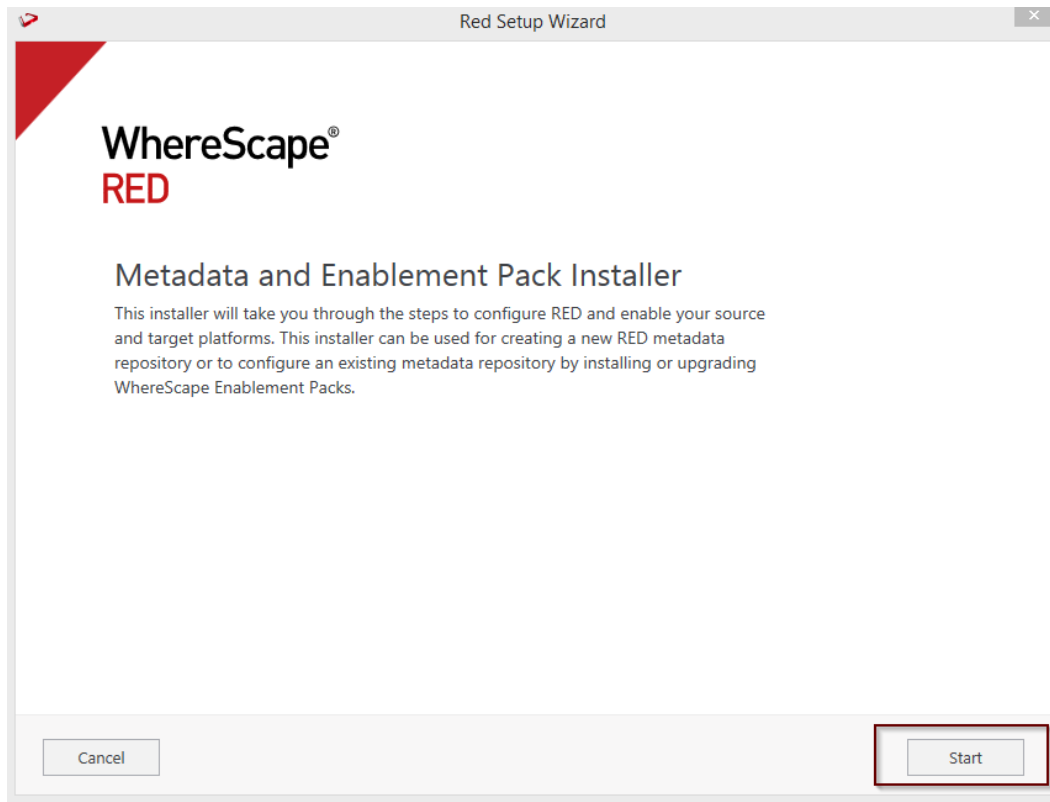 Red Setup Wizard
WhereScape®
RED
Metadata and Enablement Pack Installer
This installer will take you through the steps to configure RED and enable your source
and target platforms. This installer can be used for creating a new RED metadata
repository or to configure an existing metadata repository by installing or upgrading
WhereScape Enablement Packs.
Cancel
Start